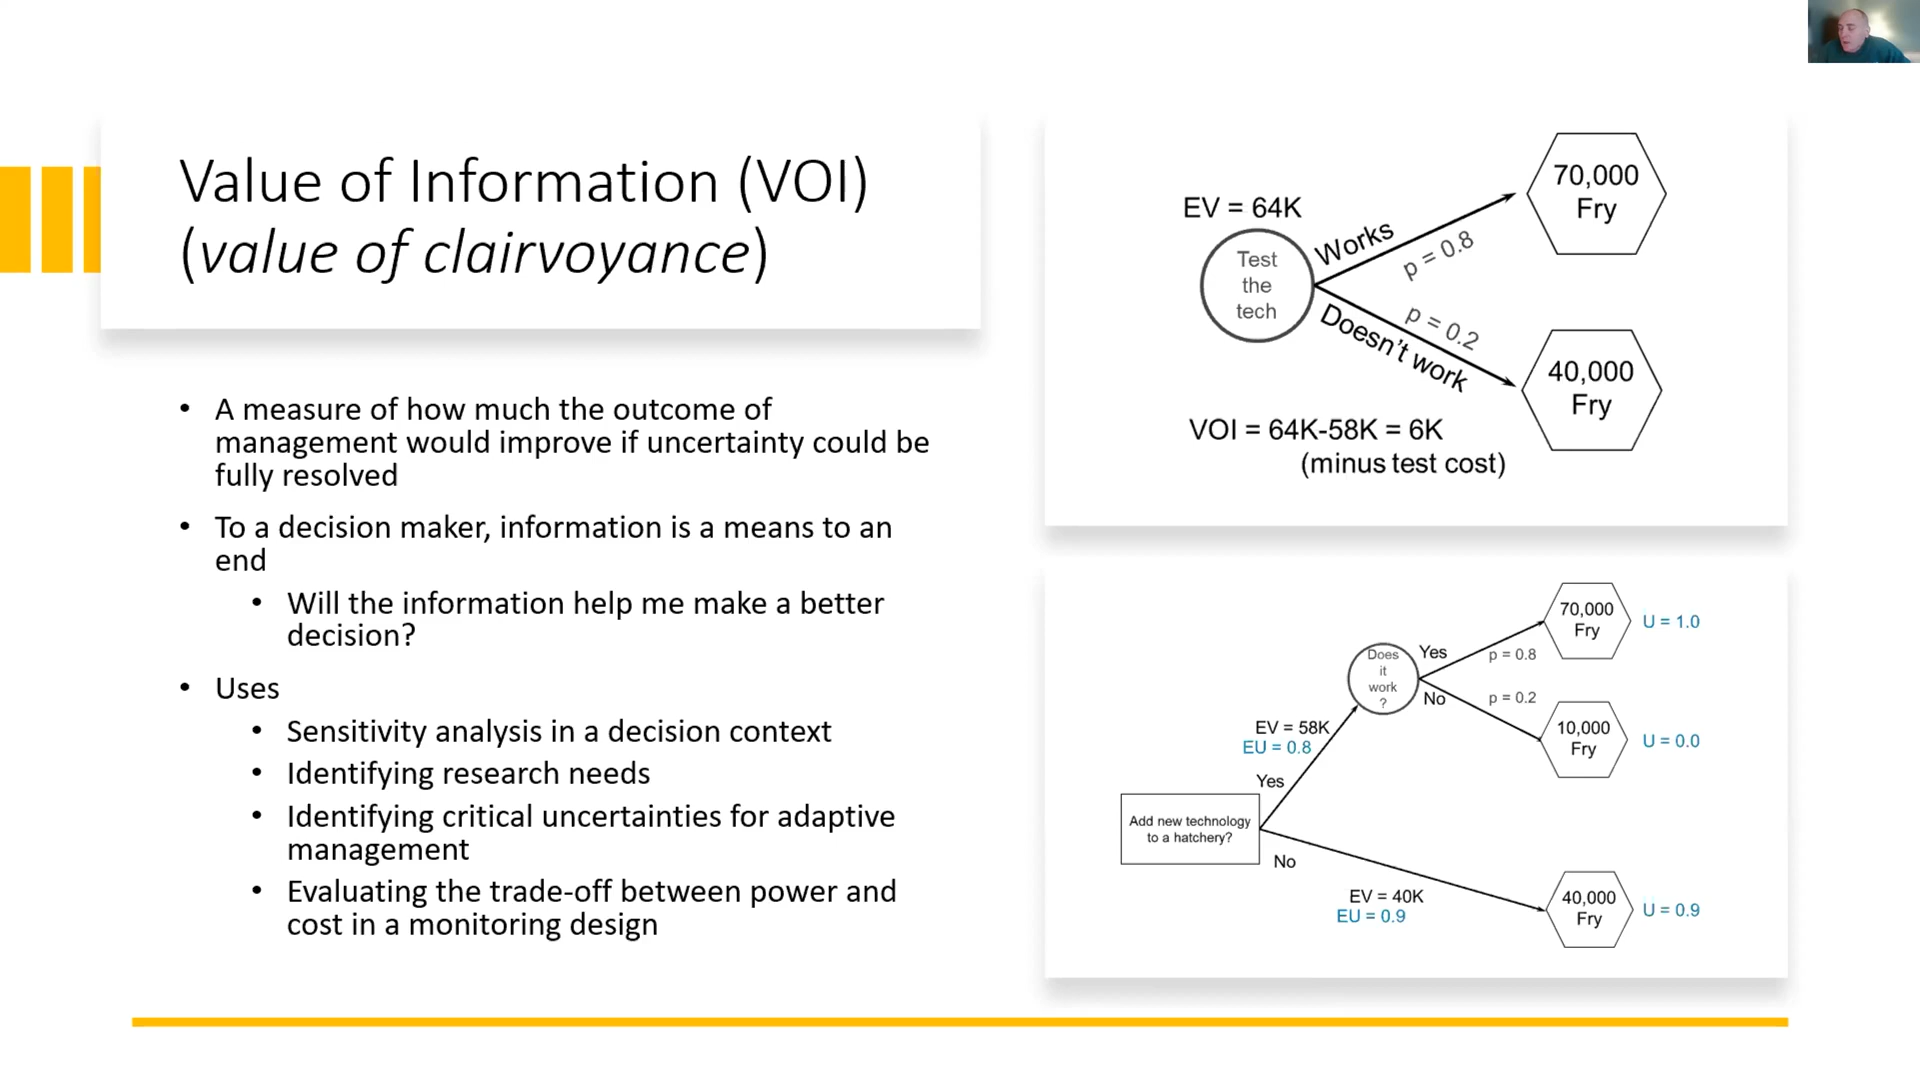 Value of Information (VOI)
(value of clairvoyance)
• A measure of how much the outcome of
management would improve if uncertainty could be
fully resolved
• To a decision maker, information is a means to an
end
• Will the information help me make a better
decision?
• Uses
• Sensitivity analysis in a decision context
• Identifying research needs
• Identifying critical uncertainties for adaptive
management
• Evaluating the trade-off between power and
cost in a monitoring design
EV = 64K
Test
the
tech
Works
p = 0.8
70,000
Fry
p = 0.2
Doesn't work
40,000
Fry
VOI = 64K-58K = 6K
(minus test cost)
Does
it
work
?
Yes
p = 0.8
70,000
Fry
U = 1.0
No
p = 0.2
10,000
Fry
U = 0.0
EV = 58K
EU = 0.8
Yes
Add new technology
to a hatchery?
No
EV = 40K
EU = 0.9
40,000
Fry
U = 0.9